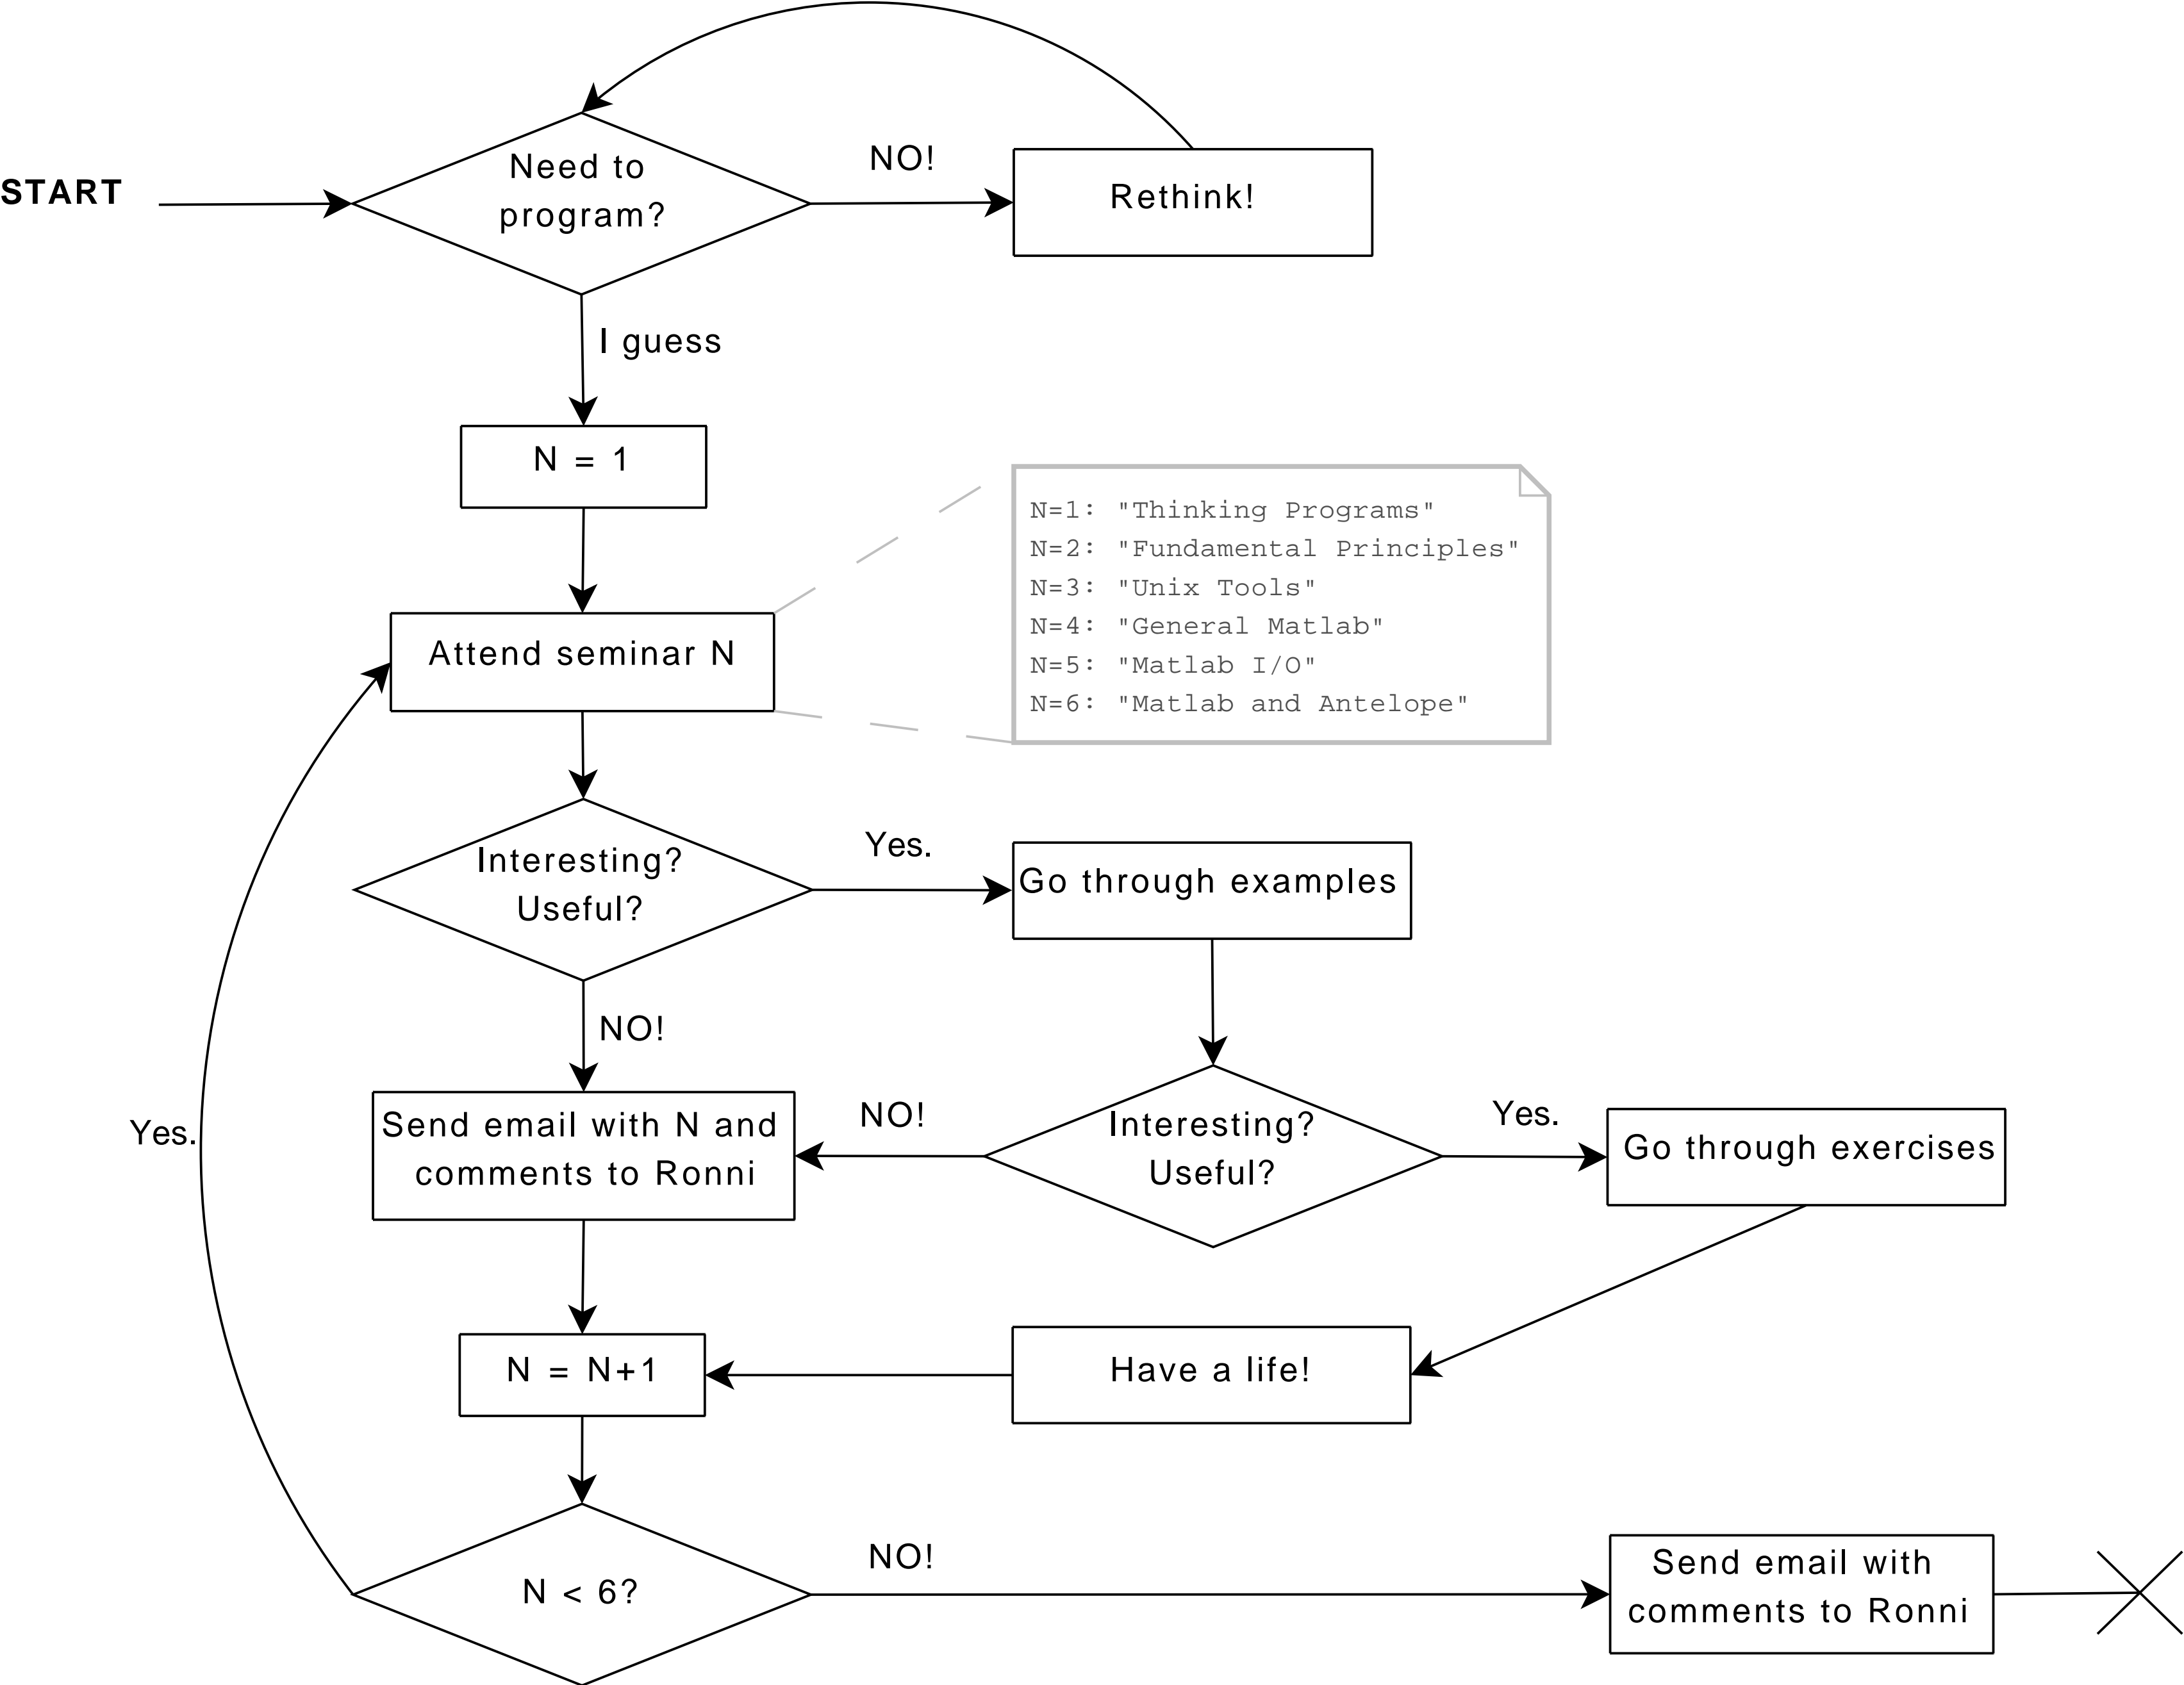 START
Need to
program?
NO!
Rethink!
I guess
N = 1
N=1: "Thinking Programs"
N=2: "Fundamental Principles"
N=3: "Unix Tools"
N=4: "General Matlab"
N=5: "Matlab I/O"
N=6: "Matlab and Antelope"
Attend seminar N
Interesting?
Useful?
Yes.
Go through examples
NO!
Send email with N and
comments to Ronni
NO!
Interesting?
Useful?
Yes.
Go through exercises
Yes.
N = N+1
Have a life!
N < 6?
NO!
Send email with
comments to Ronni